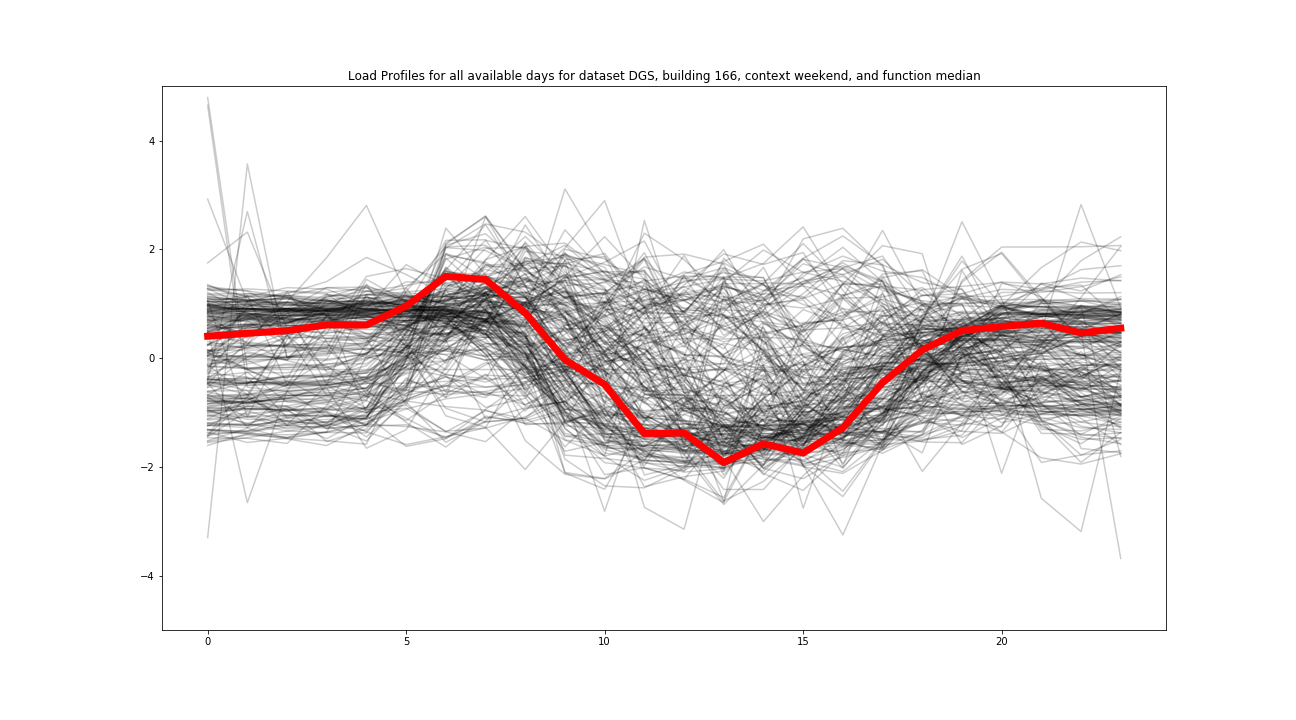 Load Profiles for all available days for dataset DGS, building 166, context weekend, and function median
4
2
0
−2
−4
0 5 10 15 20